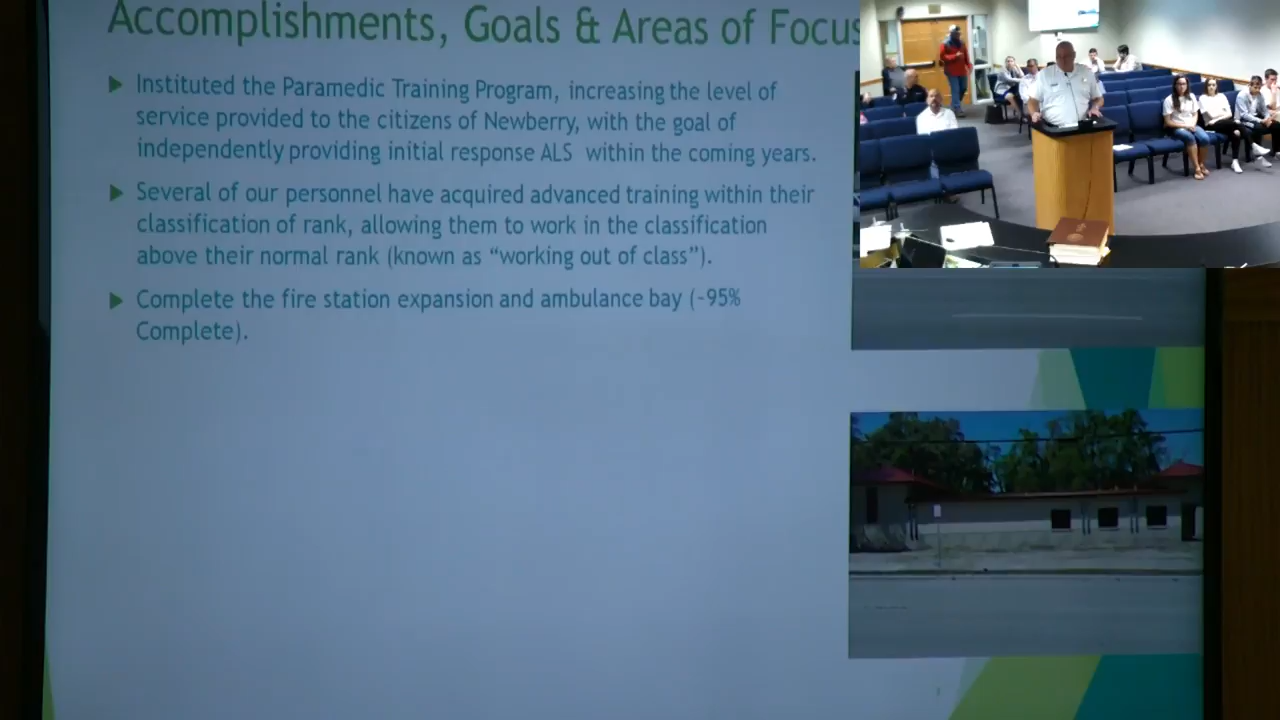 Accomplishments, Goals & Areas of Focus
Instituted the Paramedic Training Program, increasing the level of
service provided to the citizens of Newberry, with the goal of
independently providing initial response ALS within the coming years.
Several of our personnel have acquired advanced training within their
classification of rank, allowing them to work in the classification
above their normal rank (known as “working out of class”).
Complete the fire station expansion and ambulance bay (~95%
Complete).